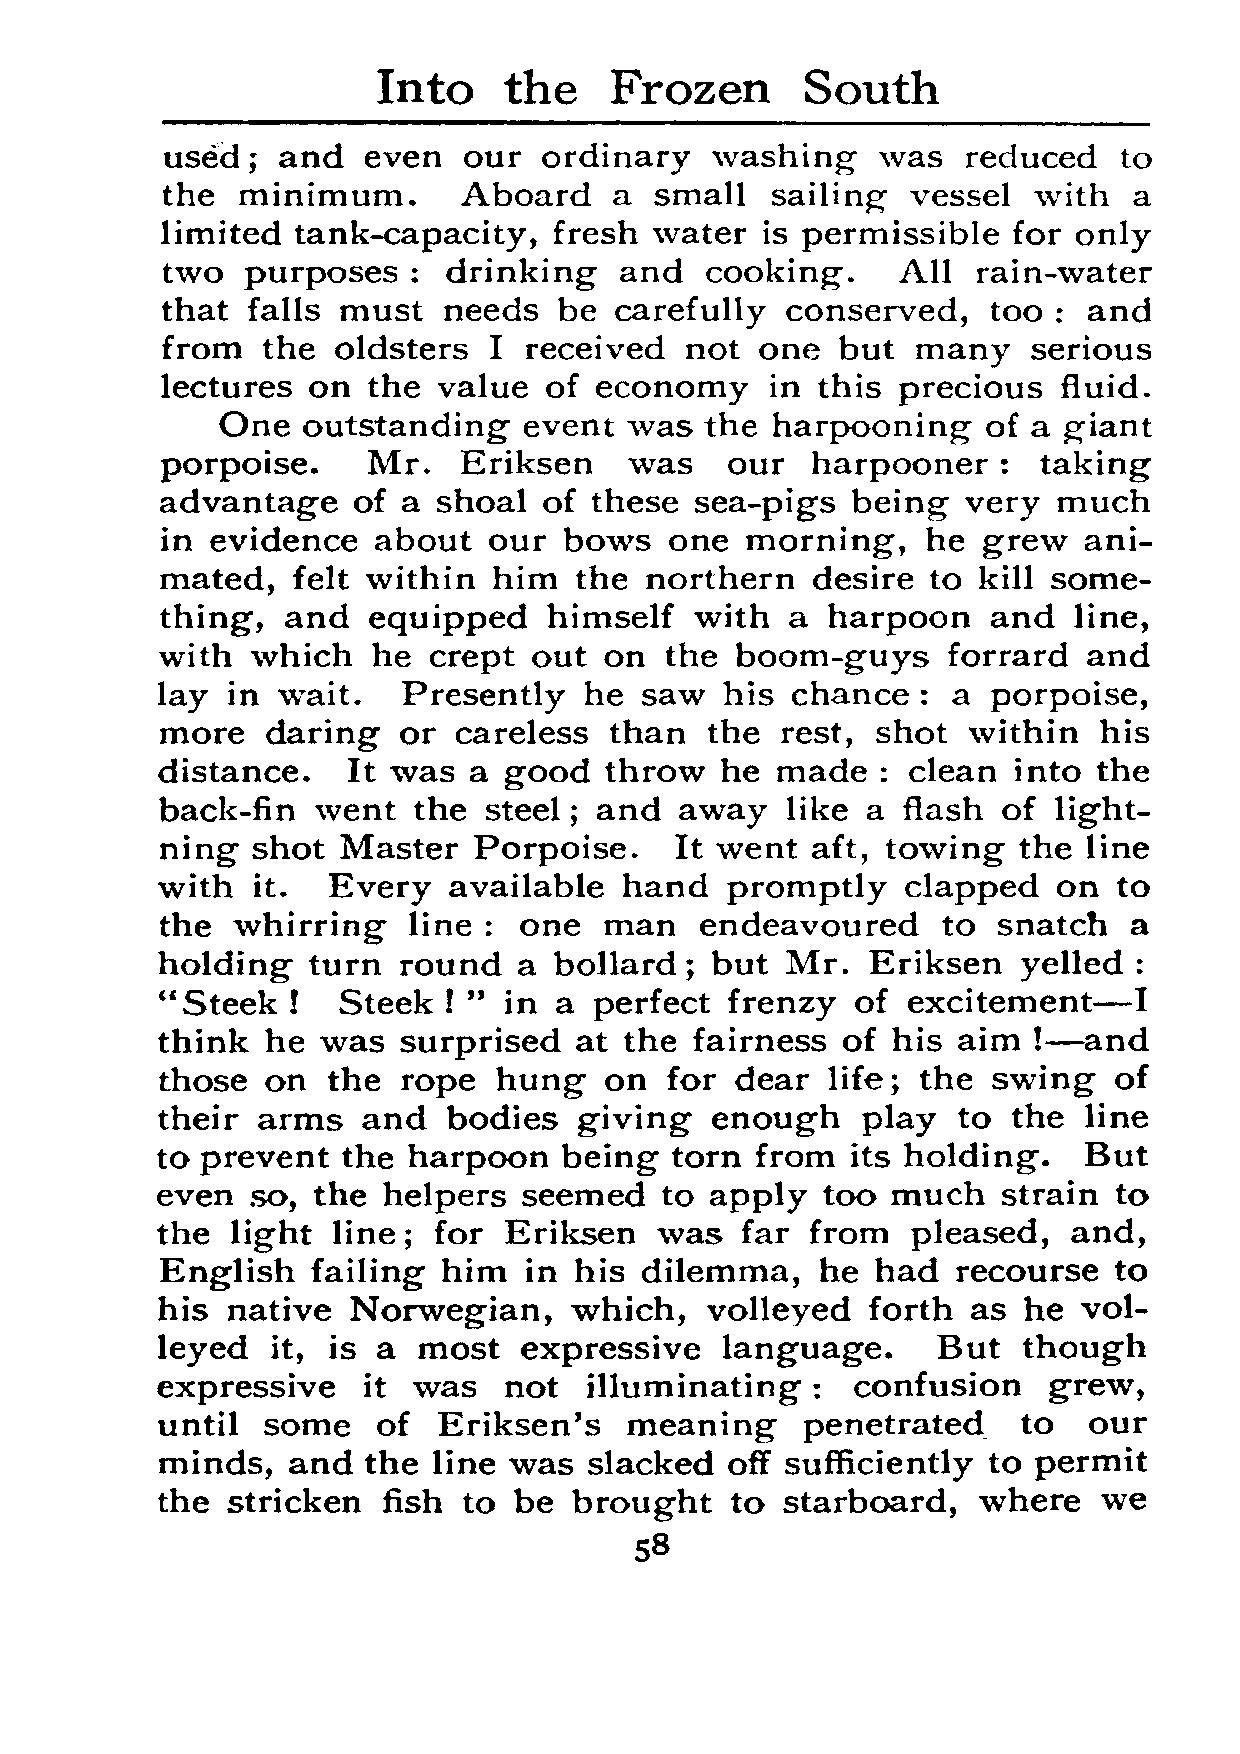 Into the Frozen South
used; and even our ordinary washing was reduced to
the minimum. Aboard a small sailing vessel with a
limited tank-capacity, fresh water is permissible for only
two purposes : drinking and cooking. All rain-water
that falls must needs be carefully conserved, too : and
from the oldsters I received not one but many serious
lectures on the value of economy in this precious fluid.
One outstanding event was the harpooning of a giant
porpoise. Mr. Eriksen was our harpooner : taking
advantage of a shoal of these sea-pigs being very much
in evidence about our bows one morning, he grew ani-
mated, felt within him the northern desire to kill some-
thing, and equipped himself with a harpoon and line,
with which he crept out on the boom-guys forrard and
lay in wait. Presently he saw his chance : a porpoise,
more daring or careless than the rest, shot within his
distance. It was a good throw he made : clean into the
back-fin went the steel; and away like a flash of light-
ning shot Master Porpoise. It went aft, towing the line
with it. Every available hand promptly clapped on to
the whirring line : one man endeavoured to snatch a
holding turn round a bollard; but Mr. Eriksen yelled :
"Steek ! Steek ! " in a perfect frenzy of excitement—I
think he was surprised at the fairness of his aim !—and
those on the rope hung on for dear life; the swing of
their arms and bodies giving enough play to the line
to prevent the harpoon being torn from its holding. But
even so, the helpers seemed to apply too much strain to
the light line; for Eriksen was far from pleased, and,
English failing him in his dilemma, he had recourse to
his native Norwegian, which, volleyed forth as he vol-
leyed it, is a most expressive language. But though
expressive it was not illuminating : confusion grew,
until some of Eriksen's meaning penetrated to our
minds, and the line was slacked off sufficiently to permit
the stricken fish to be brought to starboard, where we
58